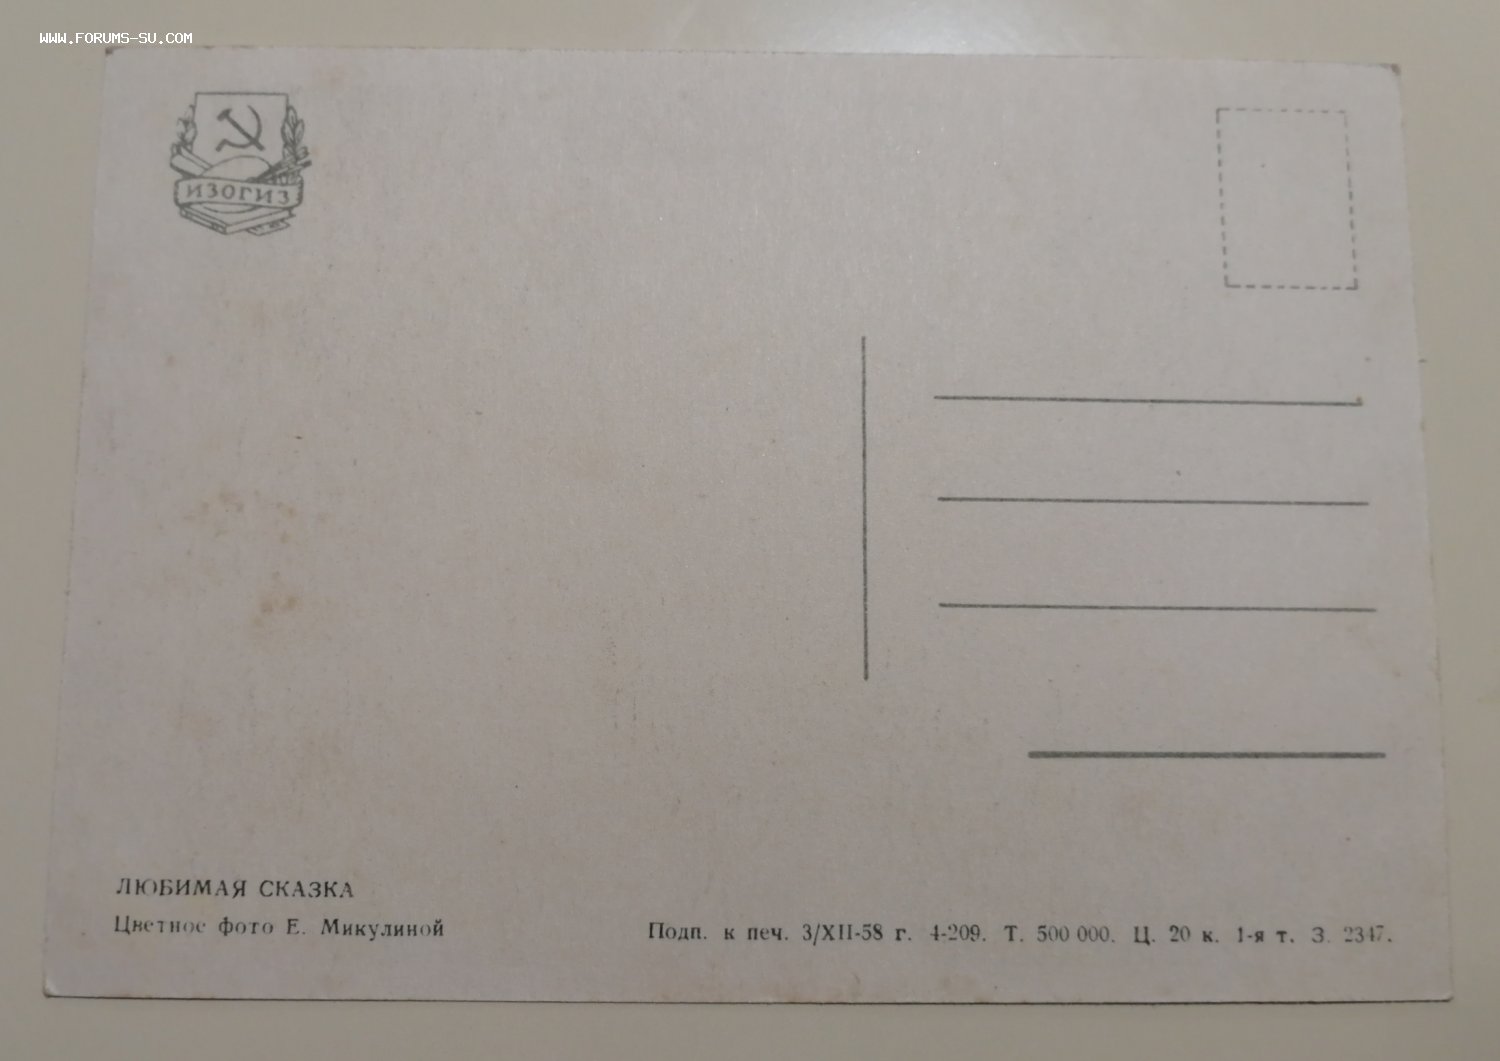 WWW.FORUMS-SU.COM
ИЗОГИЗ
ЛЮБИМАЯ СКАЗКА
Цветное фото Е. Микулиной
Подп. к печ. 3/XII-58 г. 4-209. Т. 500 000. Ц. 20 к. 1-я т. З. 2347.